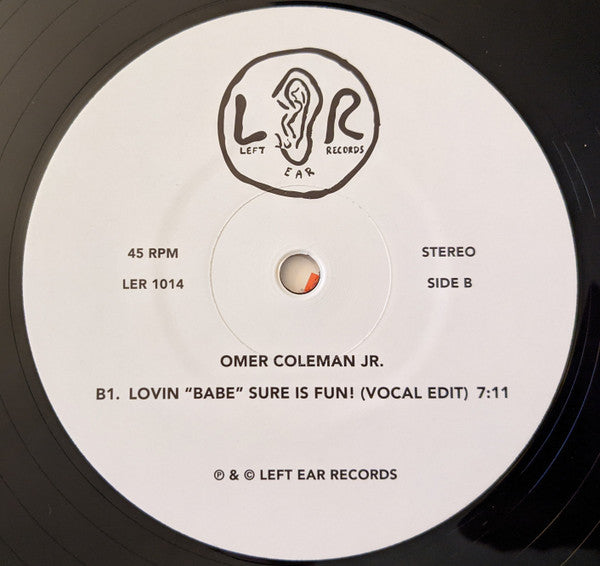 L R
LEFT RECORDS
EAR
45 RPM STEREO
LER 1014 SIDE B
OMER COLEMAN JR.
B1. LOVIN “BABE” SURE IS FUN! (VOCAL EDIT) 7:11
℗ & © LEFT EAR RECORDS